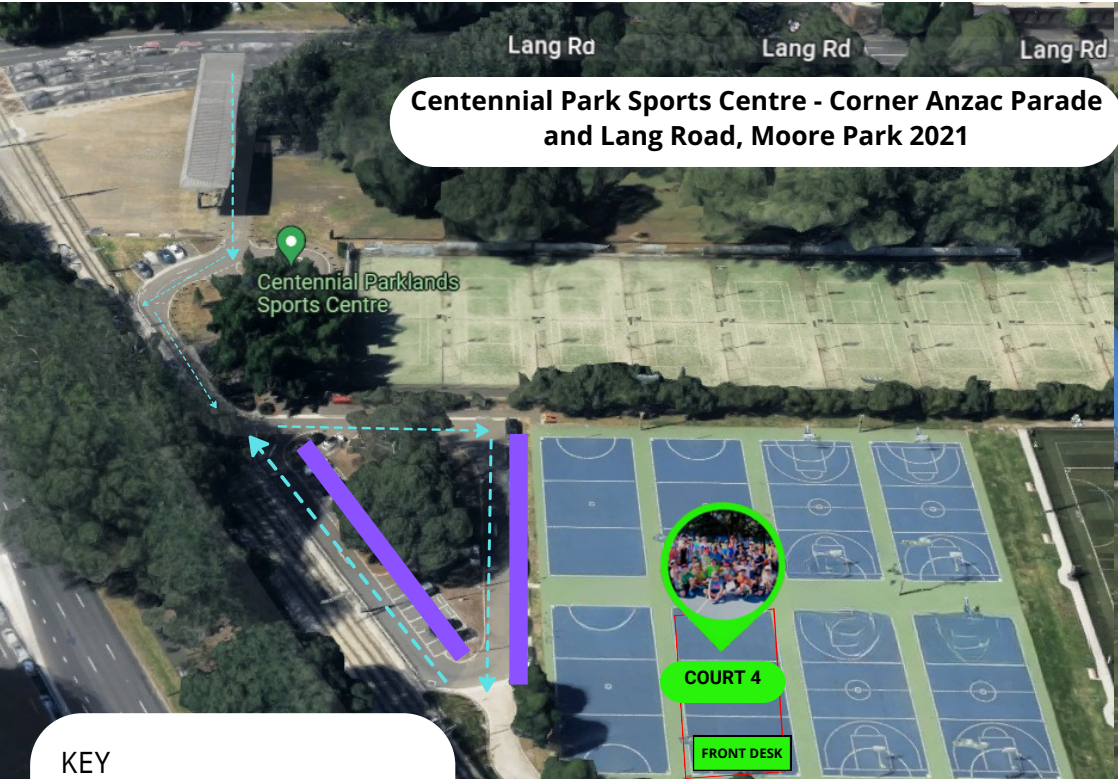 Lang Rd
Lang Rd
Lang Rd
Centennial Park Sports Centre - Corner Anzac Parade
and Lang Road, Moore Park 2021
Centennial Parklands
Sports Centre
COURT 4
FRONT DESK
KEY